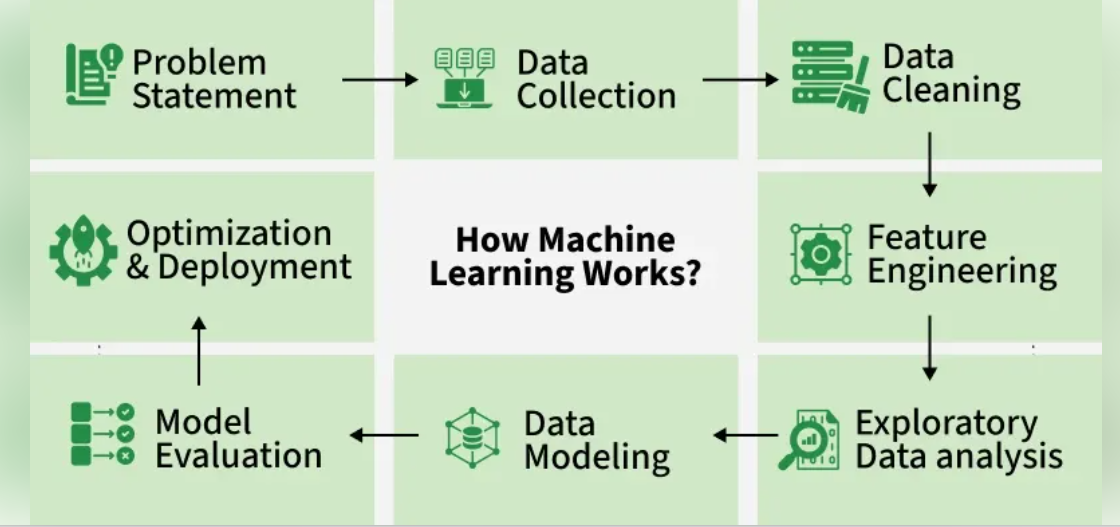 Problem
Statement
Data
Collection
Data
Cleaning
Optimization
& Deployment
How Machine
Learning Works?
Feature
Engineering
Model
Evaluation
Data
Modeling
Exploratory
Data analysis